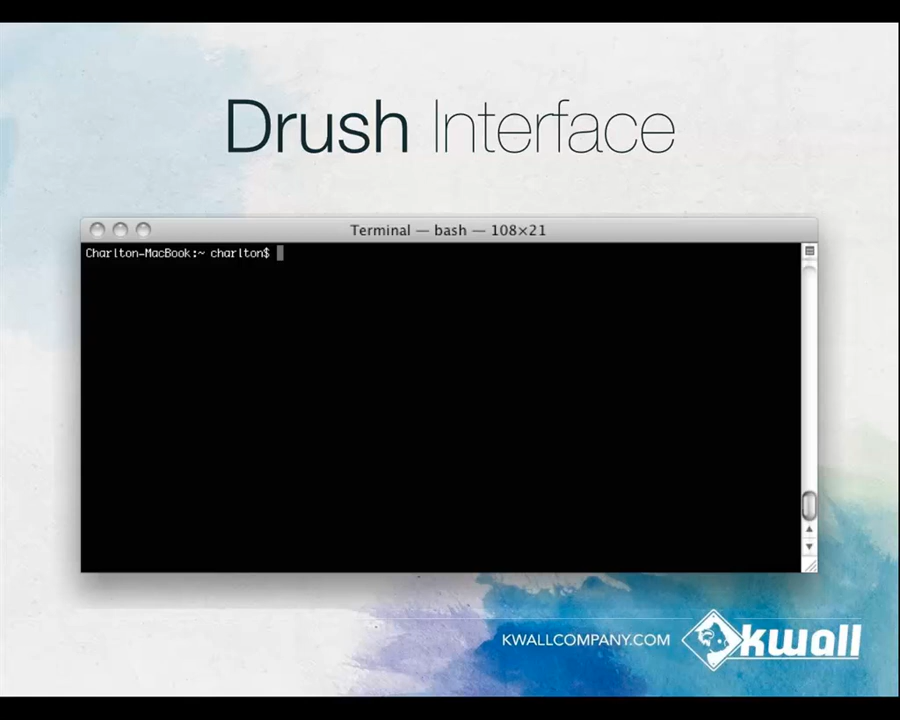 Drush Interface
Terminal — bash — 108×21
Charlton-MacBook:~ charlton$
KWALLCOMPANY.COM
kwall